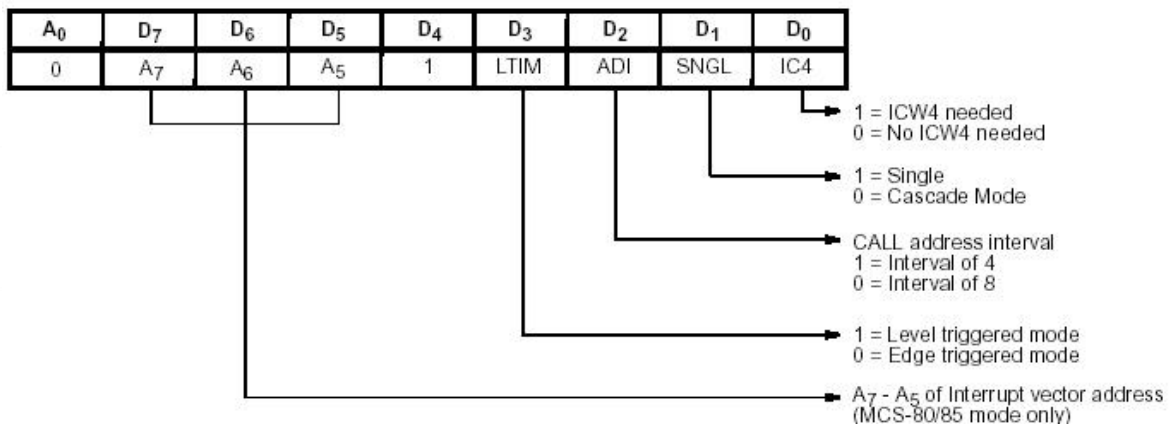 A0 D7 D6 D5 D4 D3 D2 D1 D0
0 A7 A6 A5 1 LTIM ADI SNGL IC4
1 = ICW4 needed
0 = No ICW4 needed
1 = Single
0 = Cascade Mode
CALL address interval
1 = Interval of 4
0 = Interval of 8
1 = Level triggered mode
0 = Edge triggered mode
A7 - A5 of Interrupt vector address
(MCS-80/85 mode only)